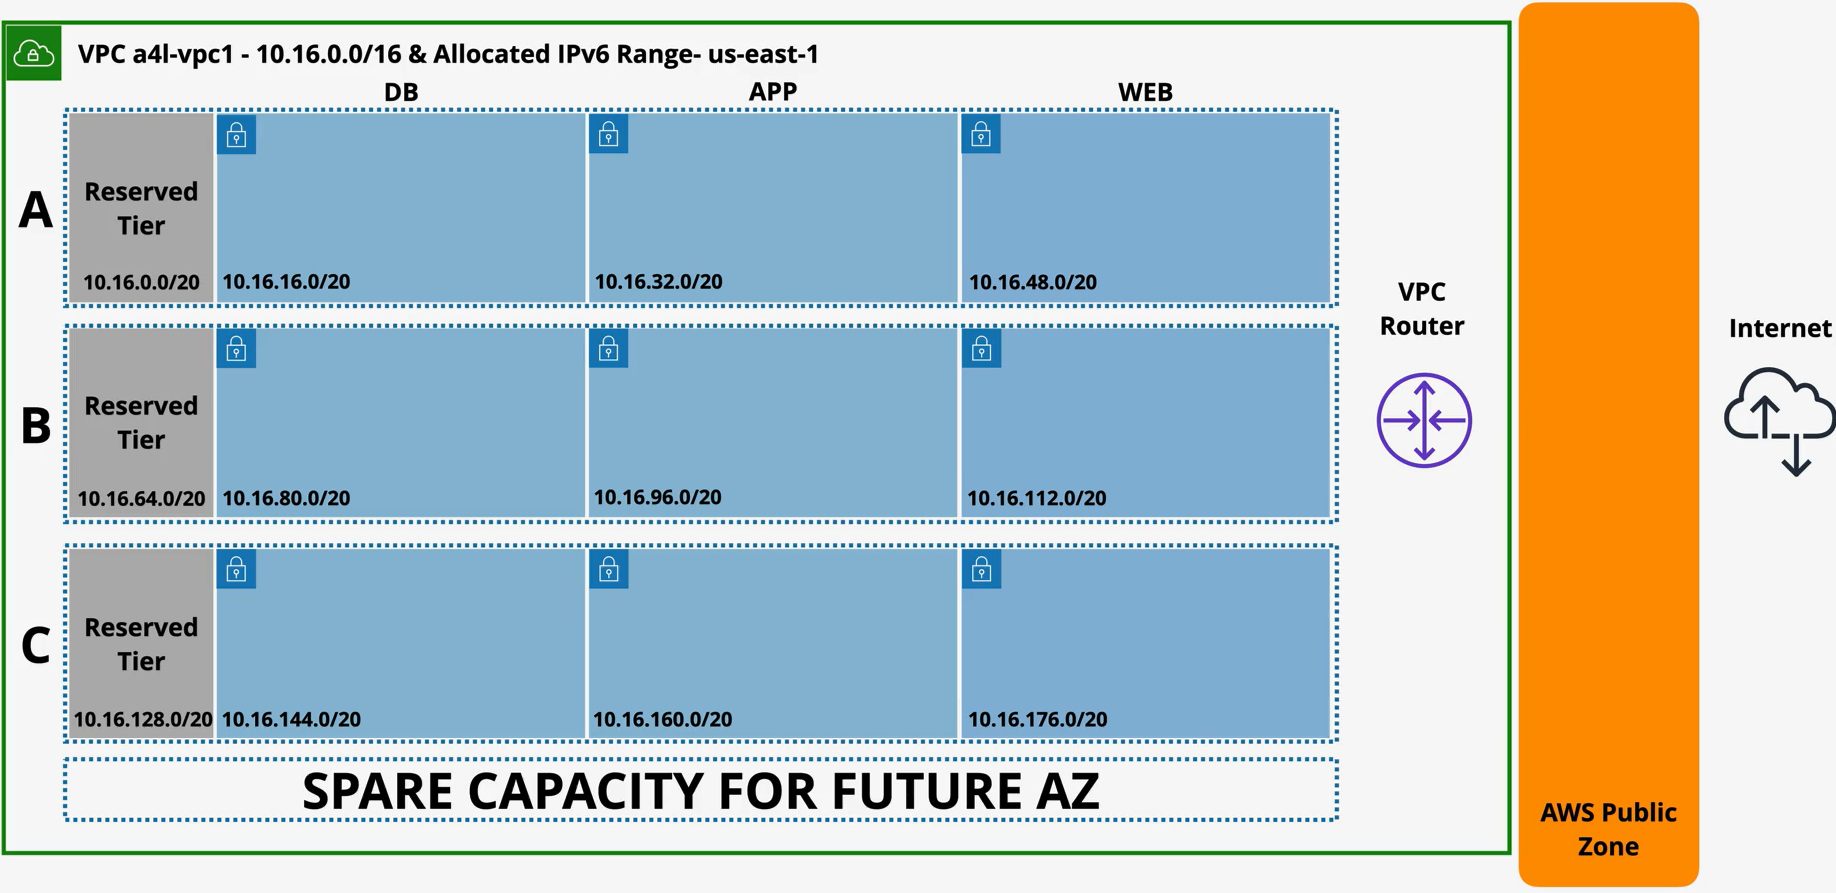 VPC a4l-vpc1 - 10.16.0.0/16 & Allocated IPv6 Range- us-east-1
DB
APP
WEB
A
Reserved
Tier
10.16.0.0/20
10.16.16.0/20
10.16.32.0/20
10.16.48.0/20
B
Reserved
Tier
10.16.64.0/20
10.16.80.0/20
10.16.96.0/20
10.16.112.0/20
C
Reserved
Tier
10.16.128.0/20
10.16.144.0/20
10.16.160.0/20
10.16.176.0/20
SPARE CAPACITY FOR FUTURE AZ
VPC
Router
AWS Public
Zone
Internet